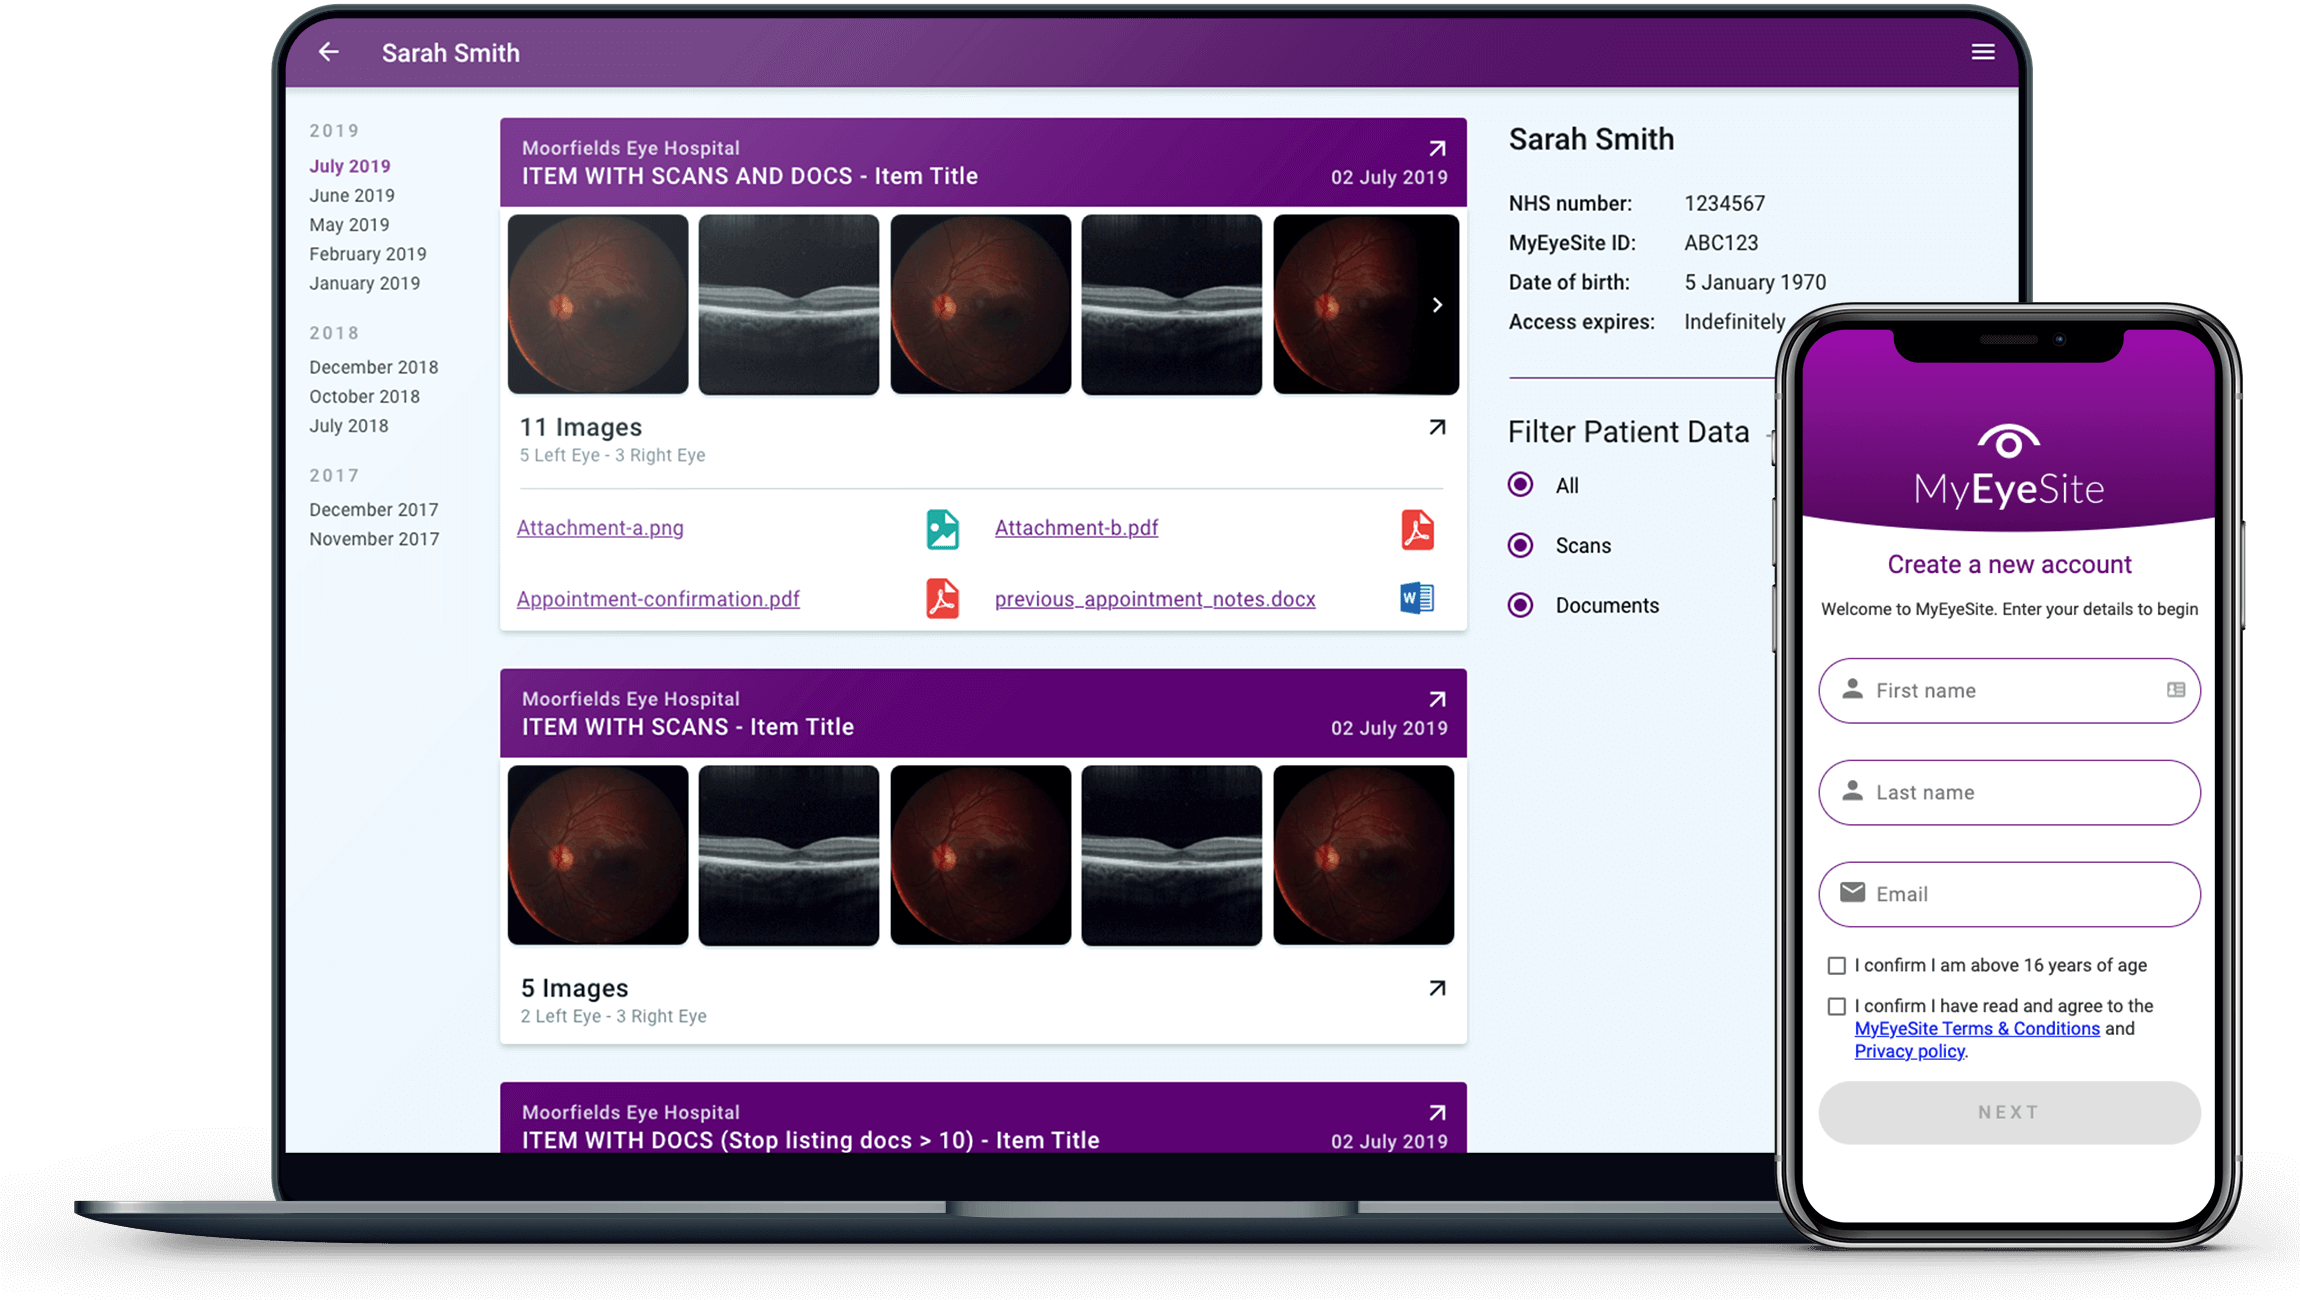 Sarah Smith
2019
July 2019
June 2019
May 2019
February 2019
January 2019
2018
December 2018
October 2018
July 2018
2017
December 2017
November 2017
Moorfields Eye Hospital
ITEM WITH SCANS AND DOCS - Item Title
02 July 2019
11 Images
5 Left Eye - 3 Right Eye
Attachment-a.png
Attachment-b.pdf
Appointment-confirmation.pdf
previous_appointment_notes.docx
W
Moorfields Eye Hospital
ITEM WITH SCANS - Item Title
02 July 2019
5 Images
2 Left Eye - 3 Right Eye
Moorfields Eye Hospital
ITEM WITH DOCS (Stop listing docs > 10) - Item Title
02 July 2019
Sarah Smith
NHS number: 1234567
MyEyeSite ID: ABC123
Date of birth: 5 January 1970
Access expires: Indefinitely
Filter Patient Data
All
Scans
Documents
MyEyeSite
Create a new account
Welcome to MyEyeSite. Enter your details to begin
First name
Last name
Email
I confirm I am above 16 years of age
I confirm I have read and agree to the
MyEyeSite Terms & Conditions and
Privacy policy.
NEXT